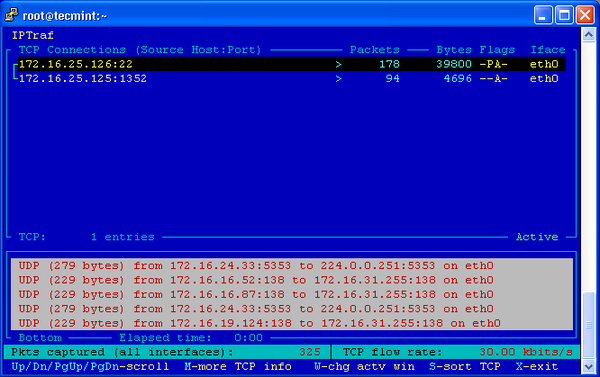 root@tecmint:~
IPTraf
TCP Connections (Source Host:Port) Packets Bytes Flags Iface
172.16.25.126:22 > 178 39800 -PA- eth0
172.16.25.125:1352 > 94 4696 --A- eth0
TCP: 1 entries Active
UDP (279 bytes) from 172.16.24.33:5353 to 224.0.0.251:5353 on eth0
UDP (229 bytes) from 172.16.16.52:138 to 172.16.31.255:138 on eth0
UDP (229 bytes) from 172.16.16.87:138 to 172.16.31.255:138 on eth0
UDP (279 bytes) from 172.16.24.33:5353 to 224.0.0.251:5353 on eth0
UDP (229 bytes) from 172.16.19.124:138 to 172.16.31.255:138 on eth0
Bottom Elapsed time: 0:00
Pkts captured (all interfaces): 325 TCP flow rate: 30.00 kbits/s
Up/Dn/PgUp/PgDn-scroll M-more TCP info W-chg actv win S-sort TCP X-exit